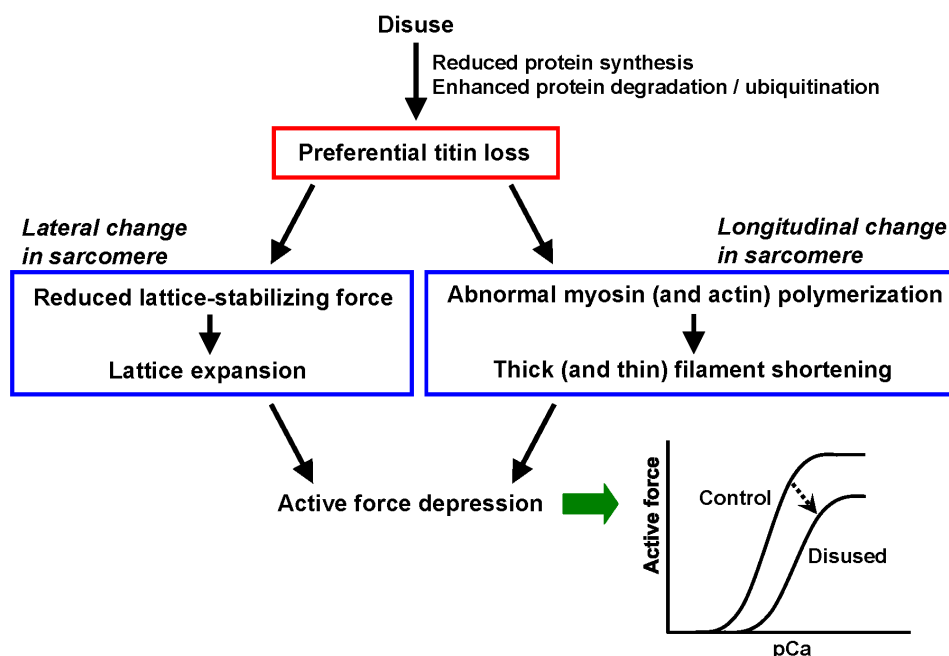 Disuse
Reduced protein synthesis
Enhanced protein degradation / ubiquitination
Preferential titin loss
Lateral change
in sarcomere
Longitudinal change
in sarcomere
Reduced lattice-stabilizing force
Lattice expansion
Abnormal myosin (and actin) polymerization
Thick (and thin) filament shortening
Active force depression
Active force
Control
Disused
pCa